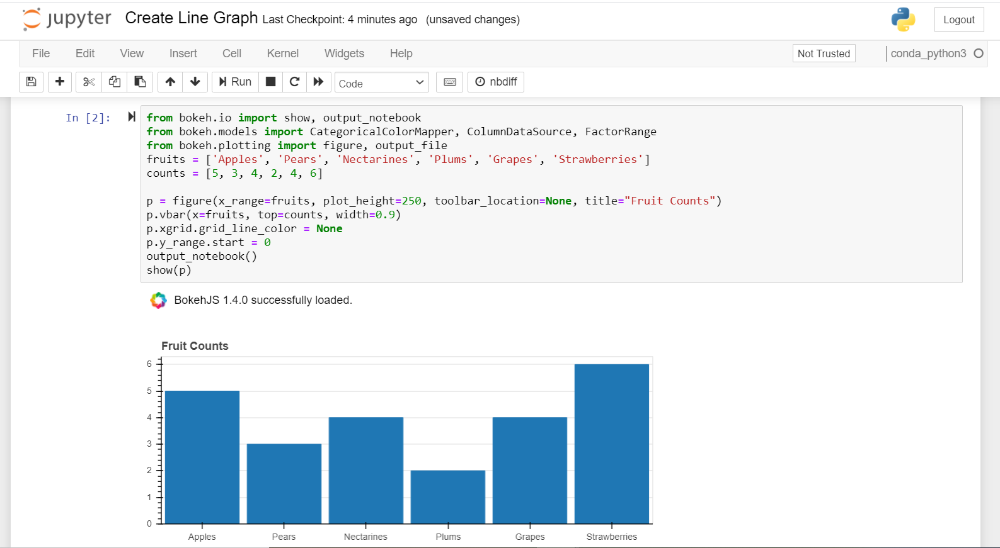 jupyter Create Line Graph Last Checkpoint: 4 minutes ago (unsaved changes) Logout
File Edit View Insert Cell Kernel Widgets Help Not Trusted conda_python3
Run Code nbdiff
In [2]:
from bokeh.io import show, output_notebook
from bokeh.models import CategoricalColorMapper, ColumnDataSource, FactorRange
from bokeh.plotting import figure, output_file
fruits = ['Apples', 'Pears', 'Nectarines', 'Plums', 'Grapes', 'Strawberries']
counts = [5, 3, 4, 2, 4, 6]
p = figure(x_range=fruits, plot_height=250, toolbar_location=None, title="Fruit Counts")
p.vbar(x=fruits, top=counts, width=0.9)
p.xgrid.grid_line_color = None
p.y_range.start = 0
output_notebook()
show(p)
BokehJS 1.4.0 successfully loaded.
Fruit Counts
6
5
4
3
2
1
0
Apples Pears Nectarines Plums Grapes Strawberries